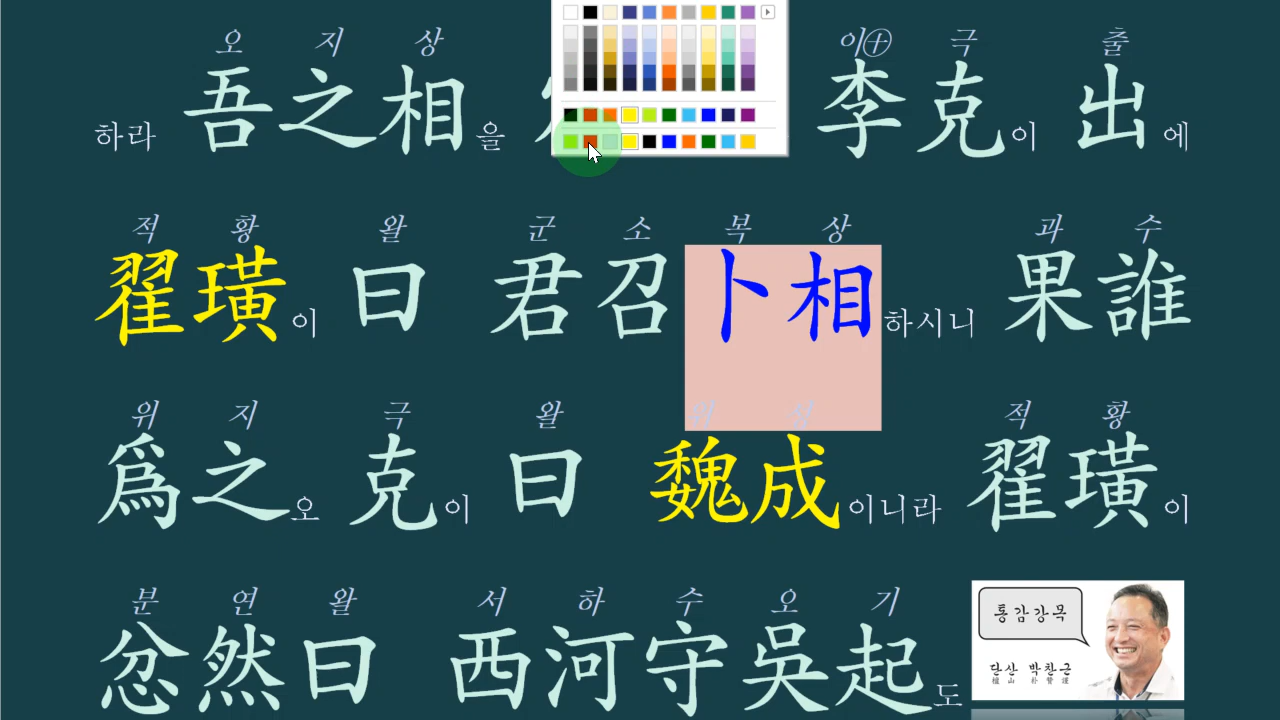 오 지 상 이㊉ 극 출
하라 吾之相을 李克이 出에
적 황 왈 군 소 복 상 과 수
翟璜이 曰 君召卜相하시니 果誰
위 지 극 왈 위 성 적 황
爲之오 克이 曰 魏成이니라 翟璜이
분 연 왈 서 하 수 오 기
忿然曰 西河守吳起도
통감강목
단산 박찬근